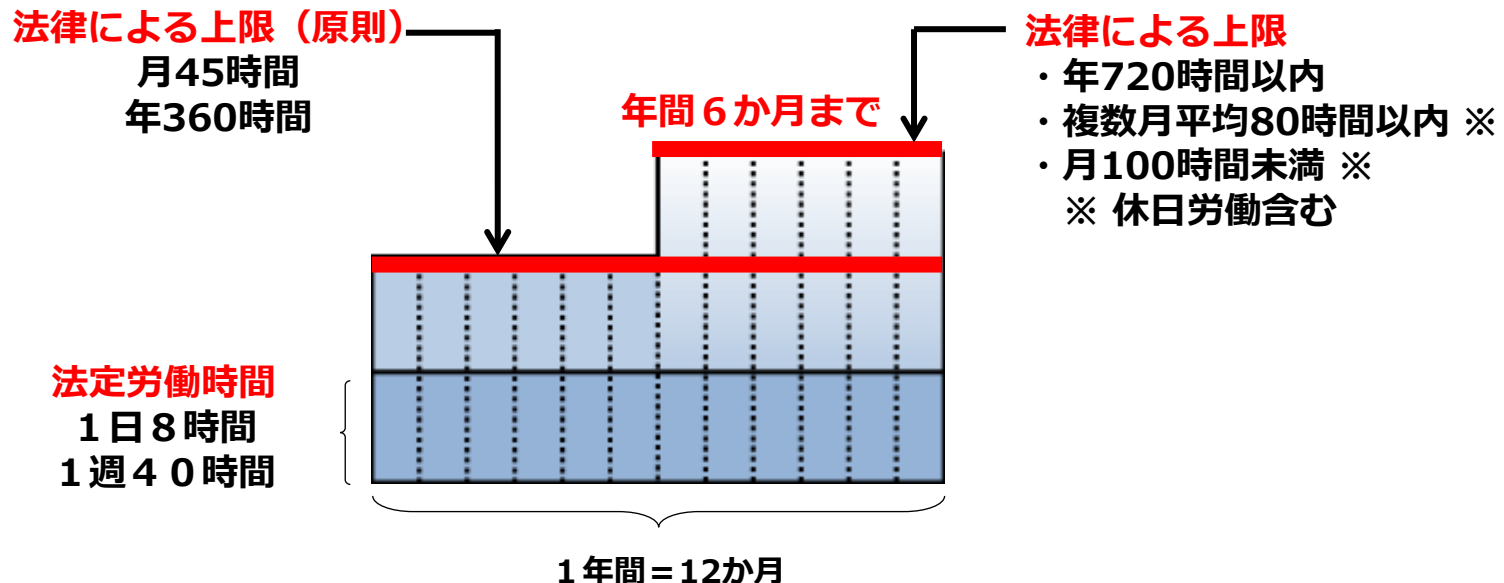 法律による上限（原則）
月45時間
年360時間
年間６か月まで
法律による上限
・年720時間以内
・複数月平均80時間以内 ※
・月100時間未満 ※
※ 休日労働含む
法定労働時間
１日８時間
１週４０時間
１年間＝12か月